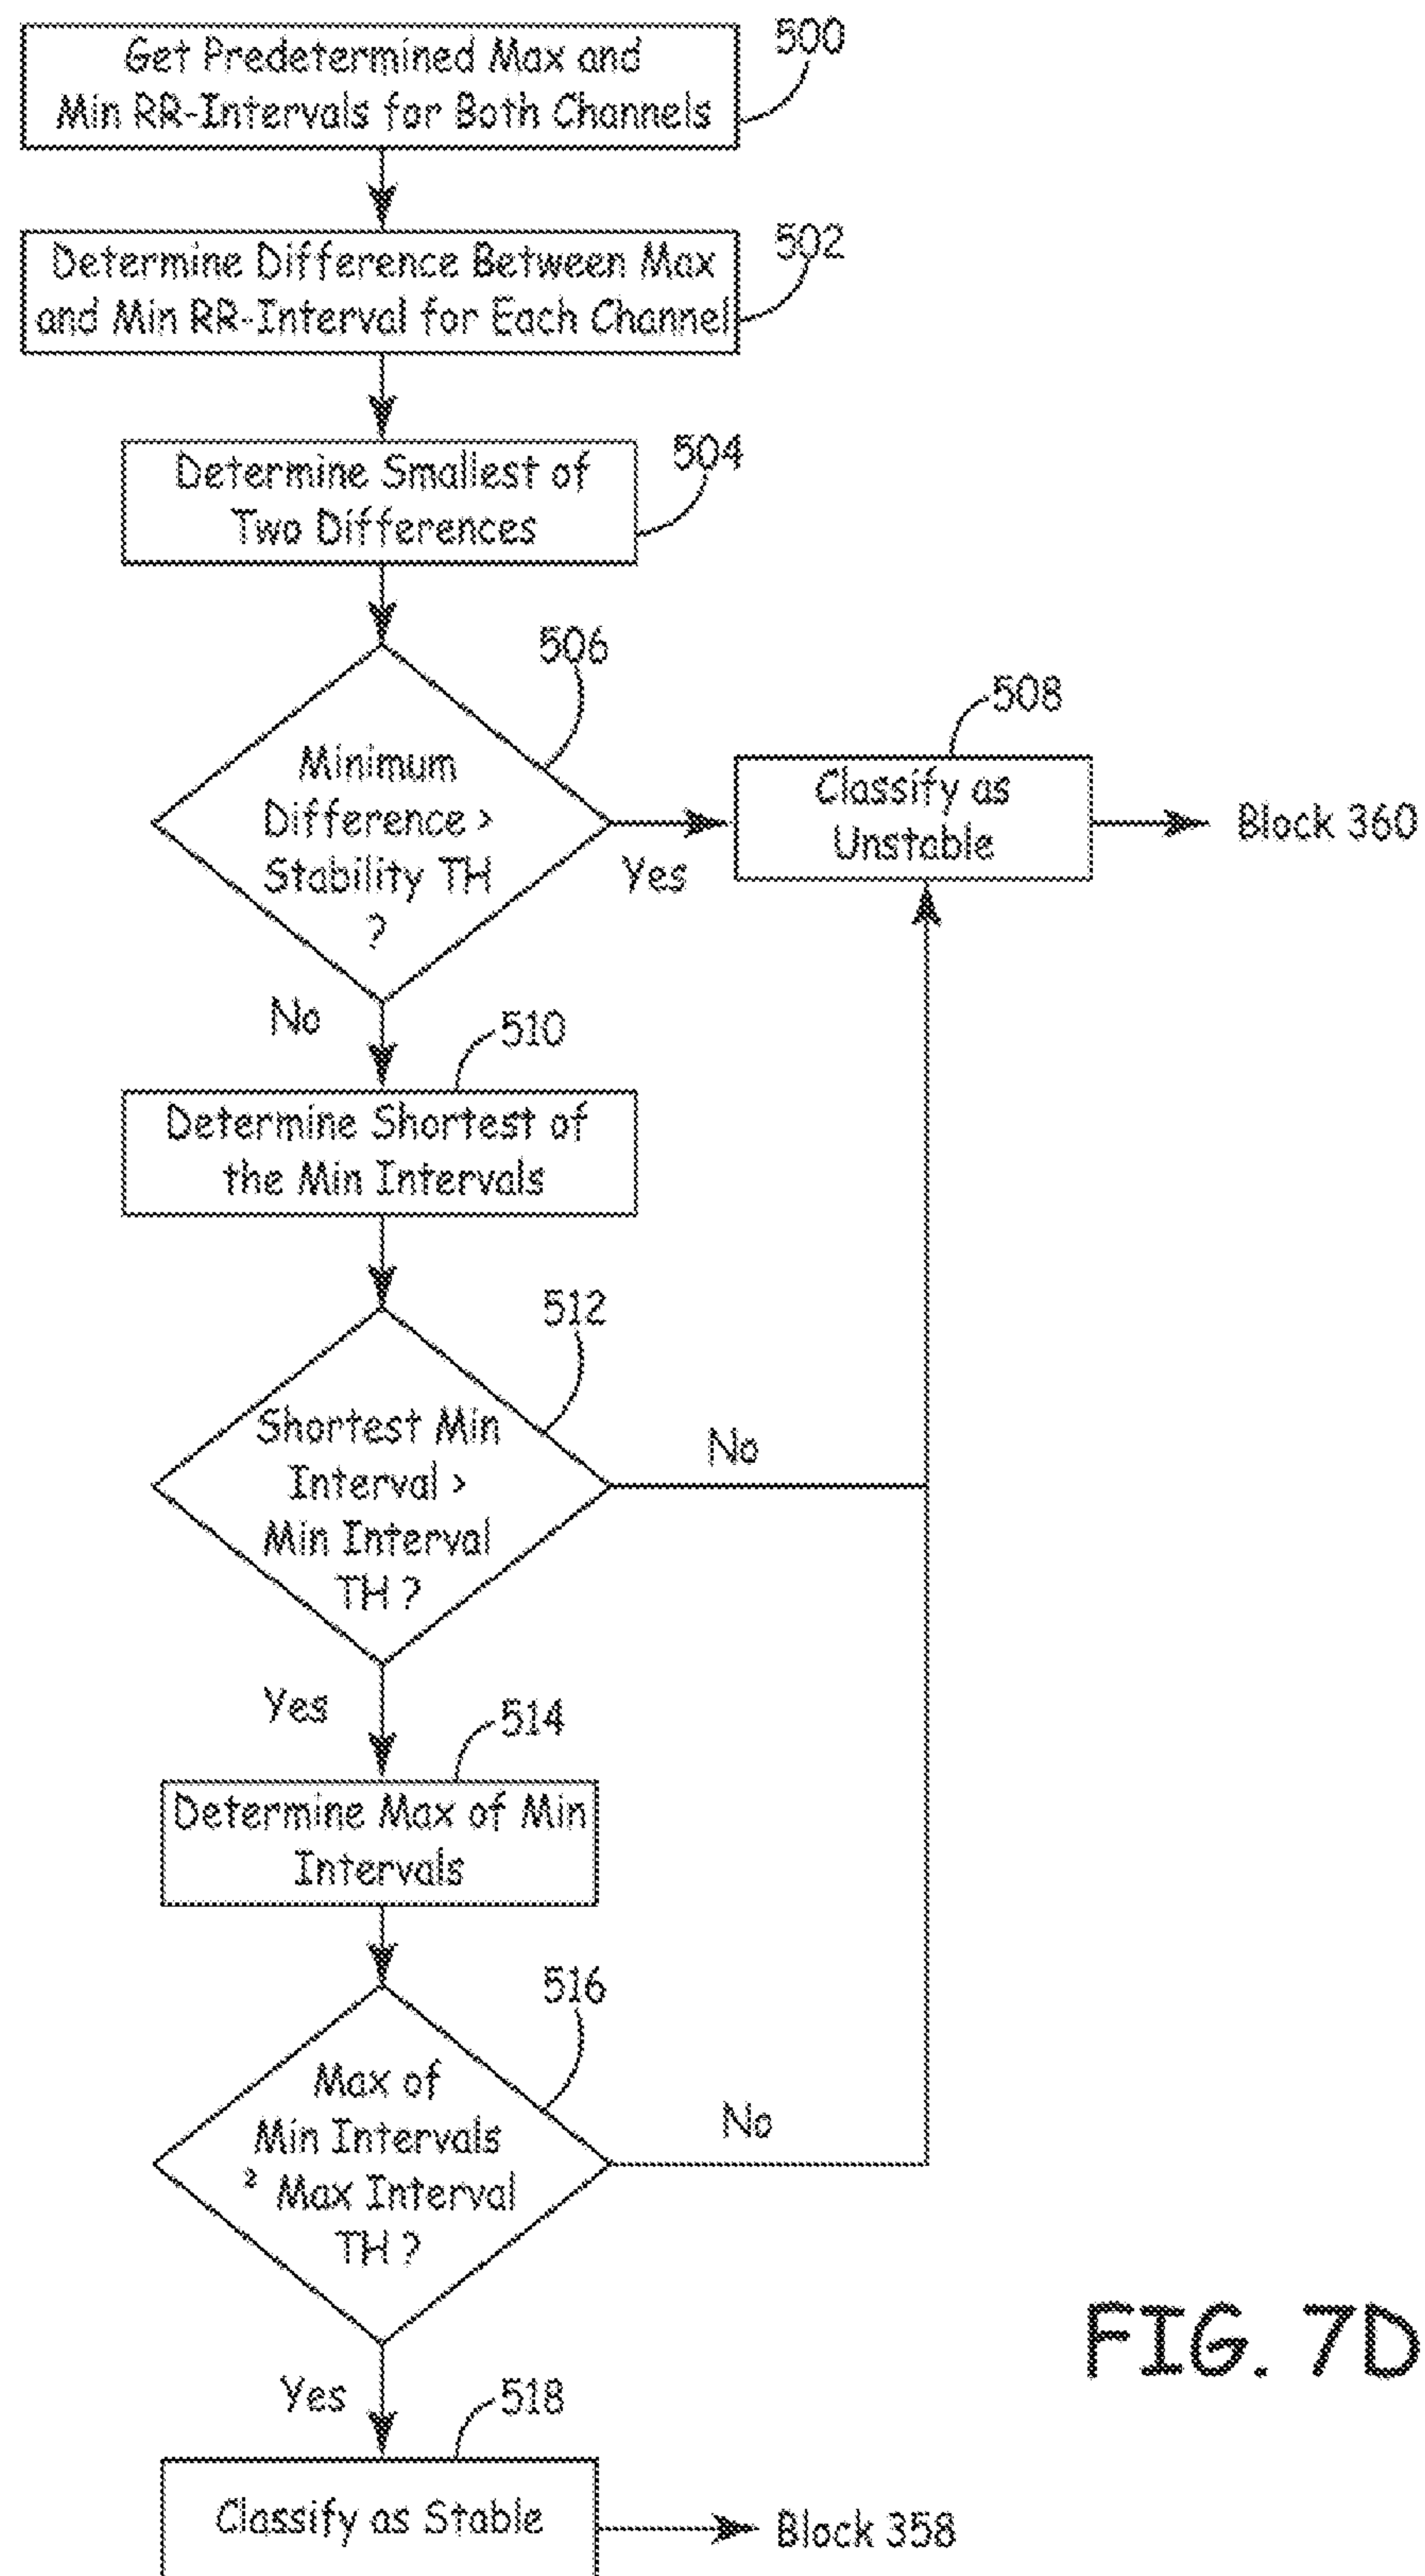 Get Predetermined Max and
Min RR-Intervals for Both Channels
500
Determine Difference Between Max
and Min RR-Interval for Each Channel
502
Determine Smallest of
Two Differences
504
Minimum
Difference >
Stability TH
?
506
Yes
Classify as
Unstable
508
Block 360
No
Determine Shortest of
the Min Intervals
510
Shortest Min
Interval >
Min Interval
TH ?
512
No
Yes
Determine Max of Min
Intervals
514
Max of
Min Intervals
≥ Max Interval
TH ?
516
No
Yes
Classify as Stable
518
Block 358
FIG. 7D